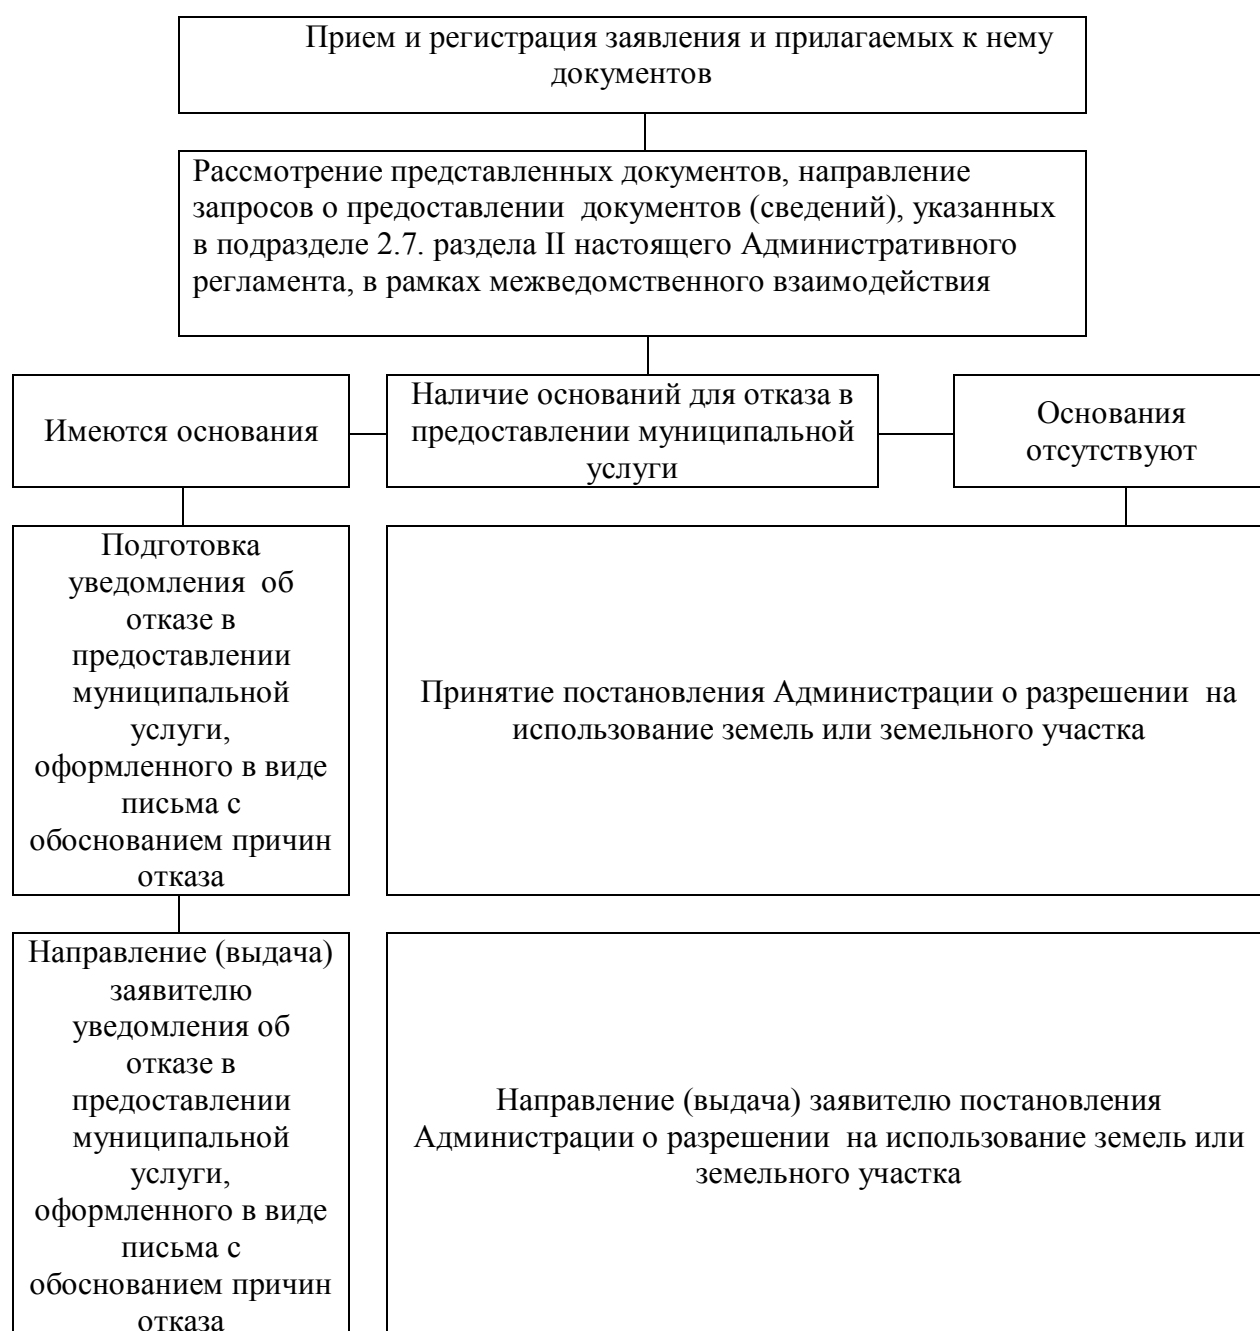 Прием и регистрация заявления и прилагаемых к нему
документов
Рассмотрение представленных документов, направление
запросов о предоставлении документов (сведений), указанных
в подразделе 2.7. раздела II настоящего Административного
регламента, в рамках межведомственного взаимодействия
Имеются основания
Наличие оснований для отказа в
предоставлении муниципальной
услуги
Основания
отсутствуют
Подготовка
уведомления об
отказе в
предоставлении
муниципальной
услуги,
оформленного в виде
письма с
обоснованием причин
отказа
Принятие постановления Администрации о разрешении на
использование земель или земельного участка
Направление (выдача)
заявителю
уведомления об
отказе в
предоставлении
муниципальной
услуги,
оформленного в виде
письма с
обоснованием причин
отказа
Направление (выдача) заявителю постановления
Администрации о разрешении на использование земель или
земельного участка